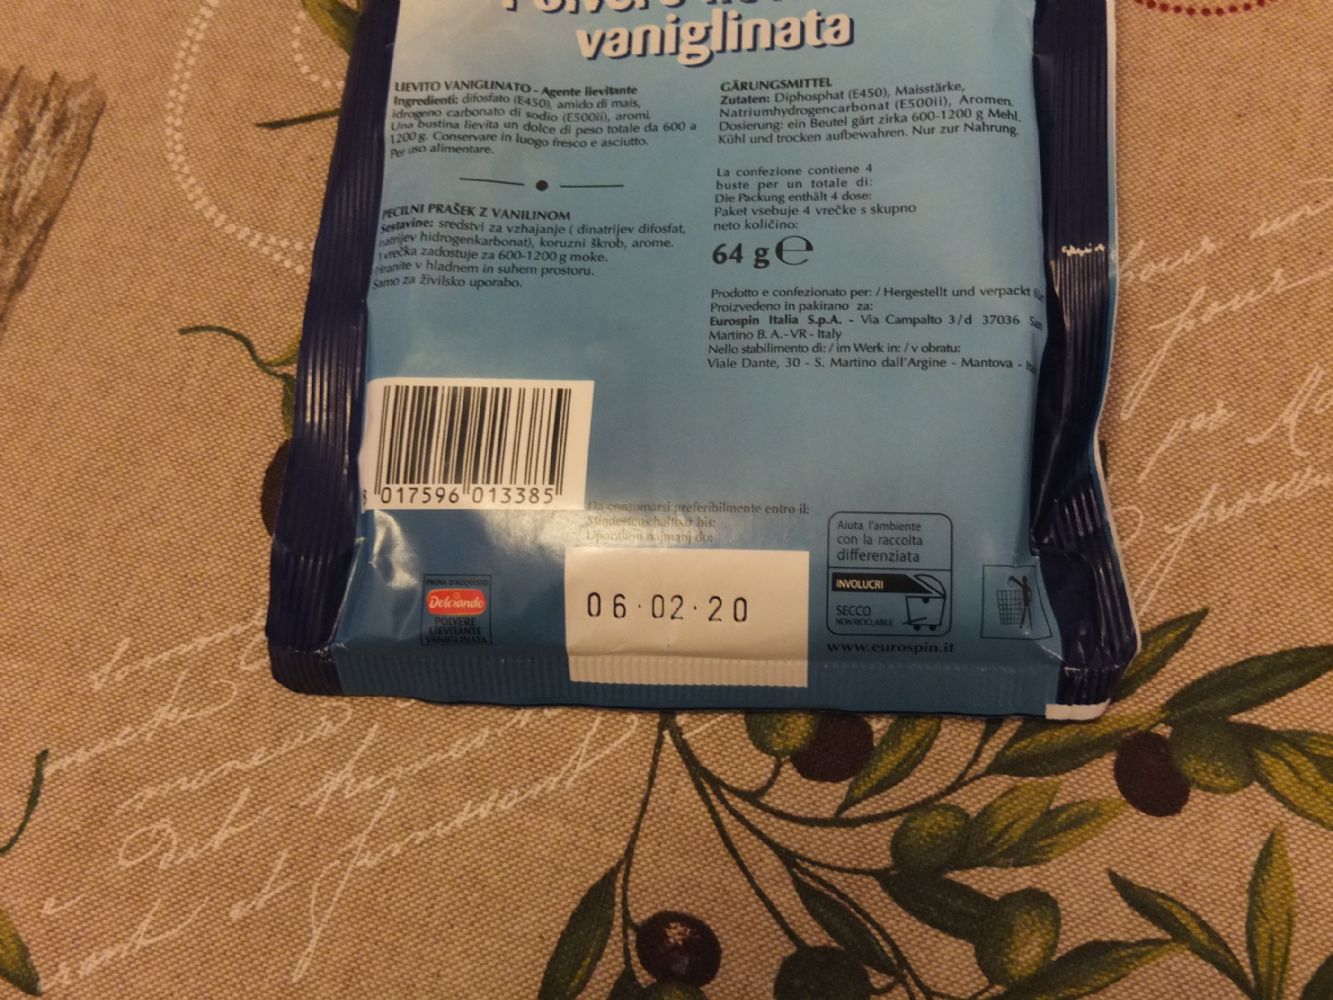 vaniglinata
LIEVITO VANIGLINATO - Agente lievitante
Ingredienti: difosfato (E450), amido di mais,
idrogeno carbonato di sodio (E500ii), aromi.
Una bustina lievita un dolce di peso totale da 600 a
1200 g. Conservare in luogo fresco e asciutto.
Per uso alimentare.
PECILNI PRAŠEK Z VANILINOM
Sestavine: sredstvi za vzhajanje ( dinatrijev difosfat,
natrijev hidrogenkarbonat), koruzni škrob, arome.
1 vrečka zadostuje za 600-1200 g moke.
Hranite v hladnem in suhem prostoru.
Samo za živilsko uporabo.
GÄRUNGSMITTEL
Zutaten: Diphosphat (E450), Maisstärke,
Natriumhydrogencarbonat (E500ii), Aromen.
Dosierung: ein Beutel gärt zirka 600-1200 g Mehl.
Kühl und trocken aufbewahren. Nur zur Nahrung.
La confezione contiene 4
buste per un totale di:
Die Packung enthält 4 dose:
Paket vsebuje 4 vrečke s skupno
neto količino:
64 g e
Prodotto e confezionato per: / Hergestellt und verpackt für
Proizvedeno in pakirano za:
Eurospin Italia S.p.A. - Via Campalto 3/d 37036 San
Martino B. A.-VR - Italy
Nello stabilimento di: / im Werk in: / v obratu:
Viale Dante, 30 - S. Martino dall'Argine - Mantova -
8 017596 013385
Da consumarsi preferibilmente entro il:
Mindestens haltbar bis:
Uporabno najmanj do:
06·02·20
PROVA D'ACQUISTO
Dolciando
POLVERE
LIEVITANTE
VANIGLINATA
Aiuta l'ambiente
con la raccolta
differenziata
INVOLUCRI
SECCO
NON RICICLABILE
www.eurospin.it